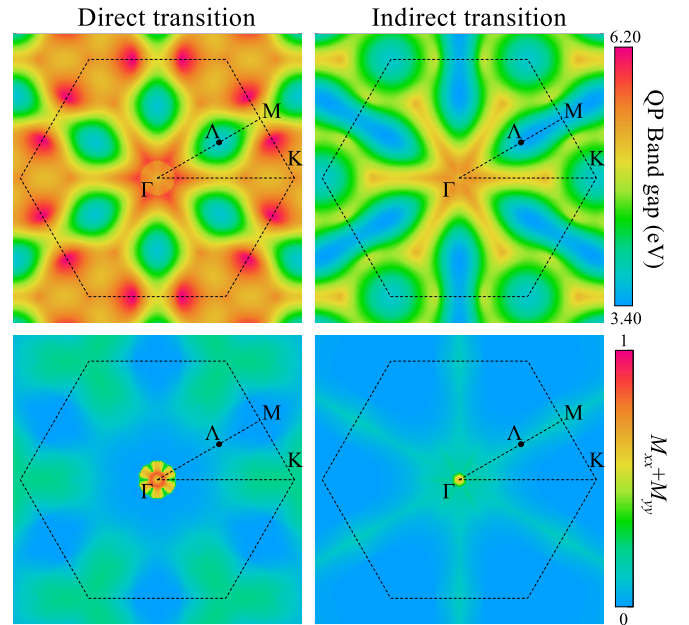 Direct transition
Indirect transition
6.20
QP Band gap (eV)
3.40
M
Λ
K
Γ
M
Λ
K
Γ
1
Mxx+Myy
0
M
Λ
K
Γ
M
Λ
K
Γ